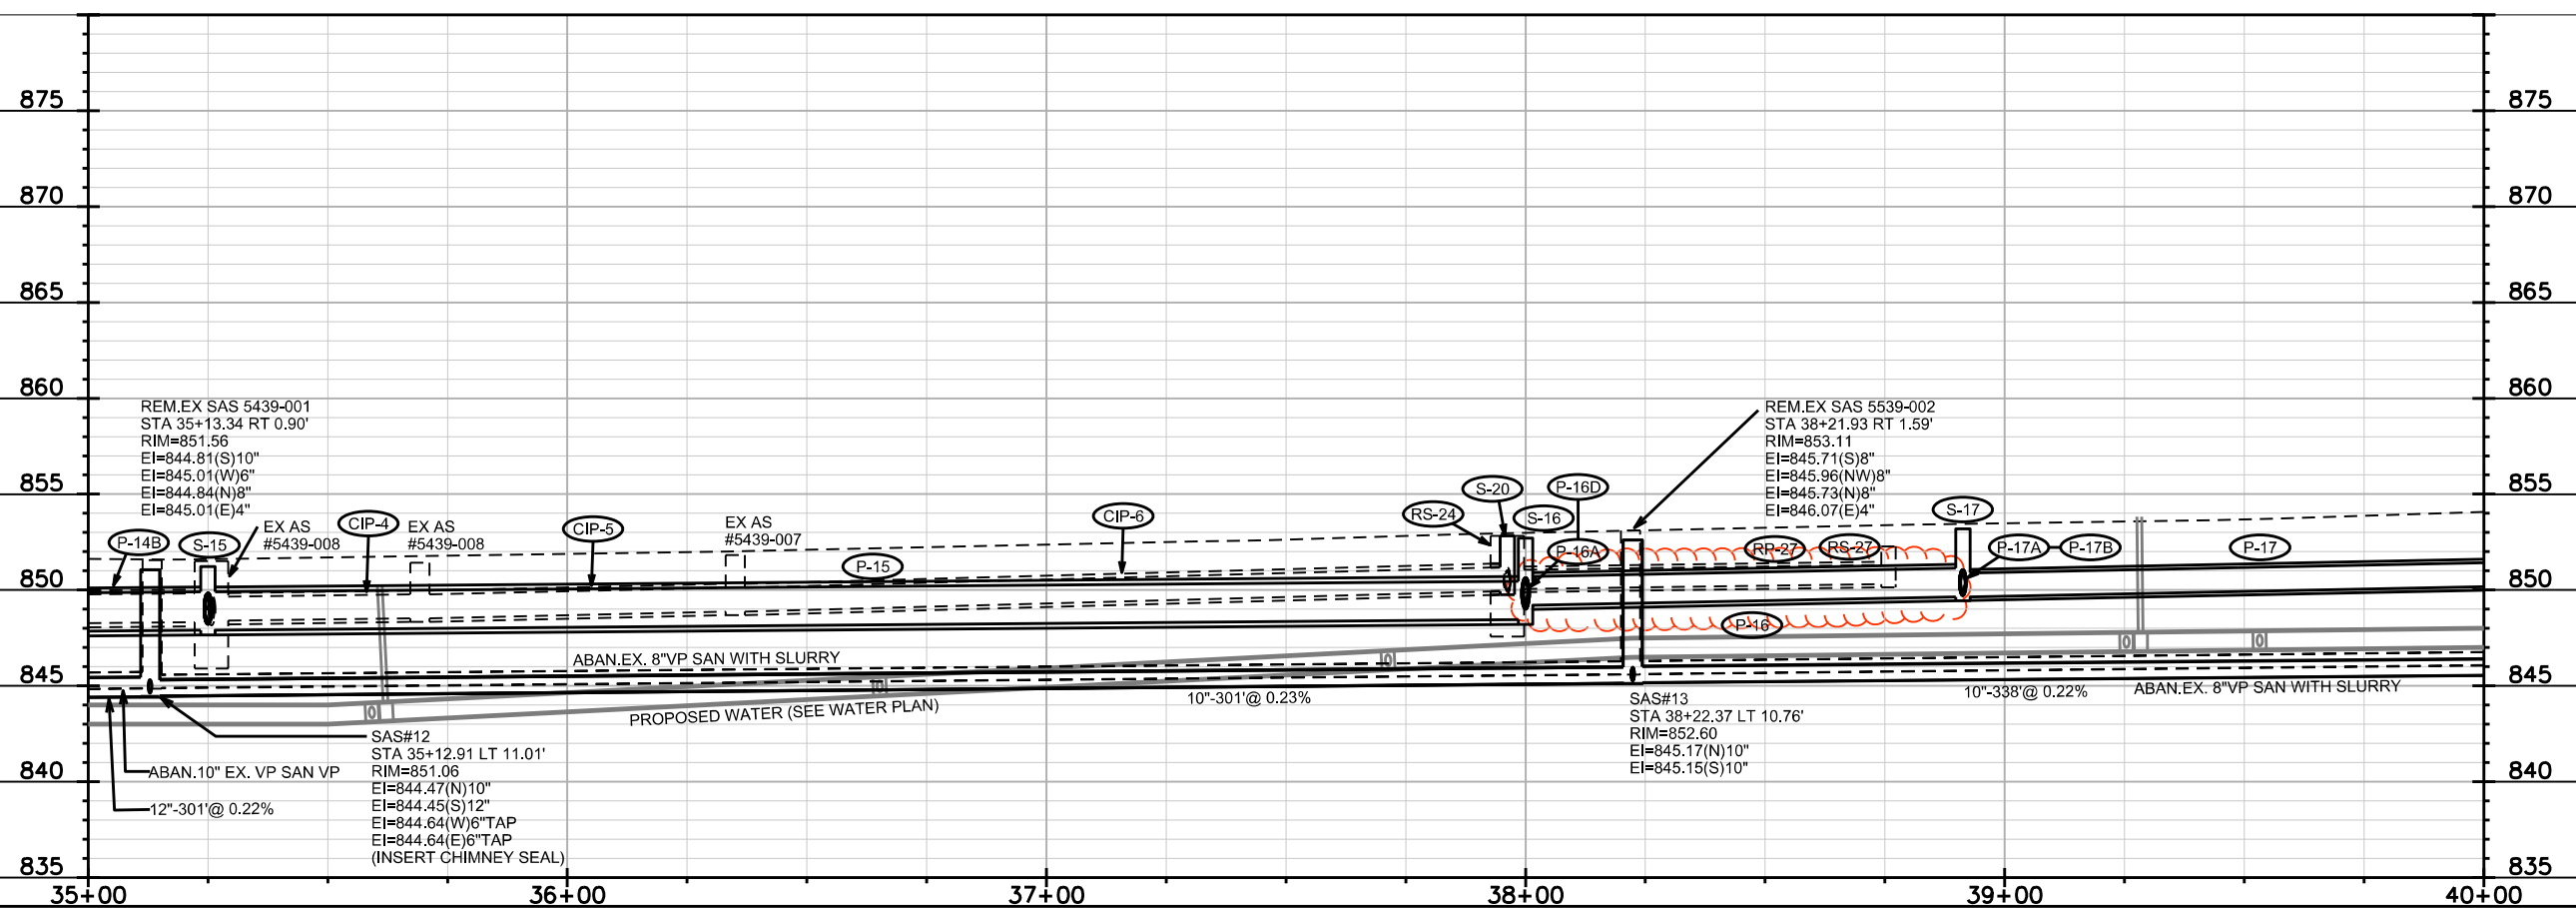 875
875
870
870
865
865
860
860
855
855
850
850
845
845
840
840
835
835
35+00
36+00
37+00
38+00
39+00
40+00
REM.EX SAS 5439-001
STA 35+13.34 RT 0.90'
RIM=851.56
EI=844.81(S)10"
EI=845.01(W)6"
EI=844.84(N)8"
EI=845.01(E)4"
EX AS
#5439-008
P-14B
S-15
CIP-4
EX AS
#5439-008
CIP-5
EX AS
#5439-007
P-15
CIP-6
RS-24
S-20
P-16D
S-16
P-16A
REM.EX SAS 5539-002
STA 38+21.93 RT 1.59'
RIM=853.11
EI=845.71(S)8"
EI=845.96(NW)8"
EI=845.73(N)8"
EI=846.07(E)4"
RP-27
RS-27
S-17
P-17A
P-17B
P-17
P-16
ABAN.EX. 8"VP SAN WITH SLURRY
PROPOSED WATER (SEE WATER PLAN)
10"-301'@ 0.23%
10"-338'@ 0.22%
ABAN.EX. 8"VP SAN WITH SLURRY
SAS#12
STA 35+12.91 LT 11.01'
RIM=851.06
EI=844.47(N)10"
EI=844.45(S)12"
EI=844.64(W)6"TAP
EI=844.64(E)6"TAP
(INSERT CHIMNEY SEAL)
ABAN.10" EX. VP SAN VP
12"-301'@ 0.22%
SAS#13
STA 38+22.37 LT 10.76'
RIM=852.60
EI=845.17(N)10"
EI=845.15(S)10"